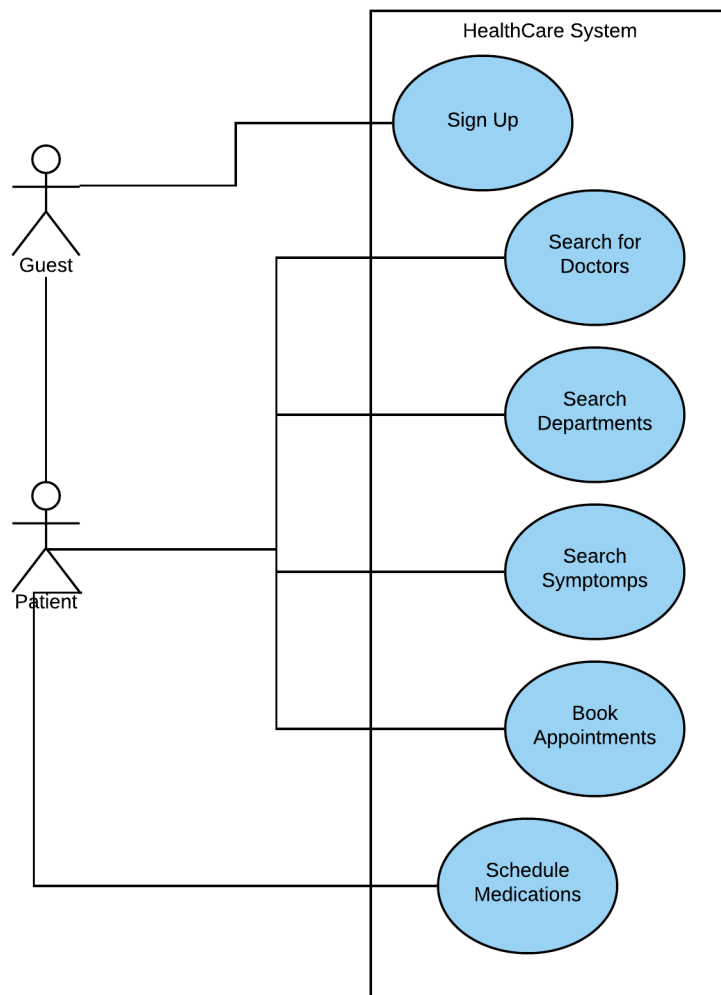 HealthCare System
Sign Up
Guest
Search for
Doctors
Search
Departments
Search
Symptomps
Patient
Book
Appointments
Schedule
Medications